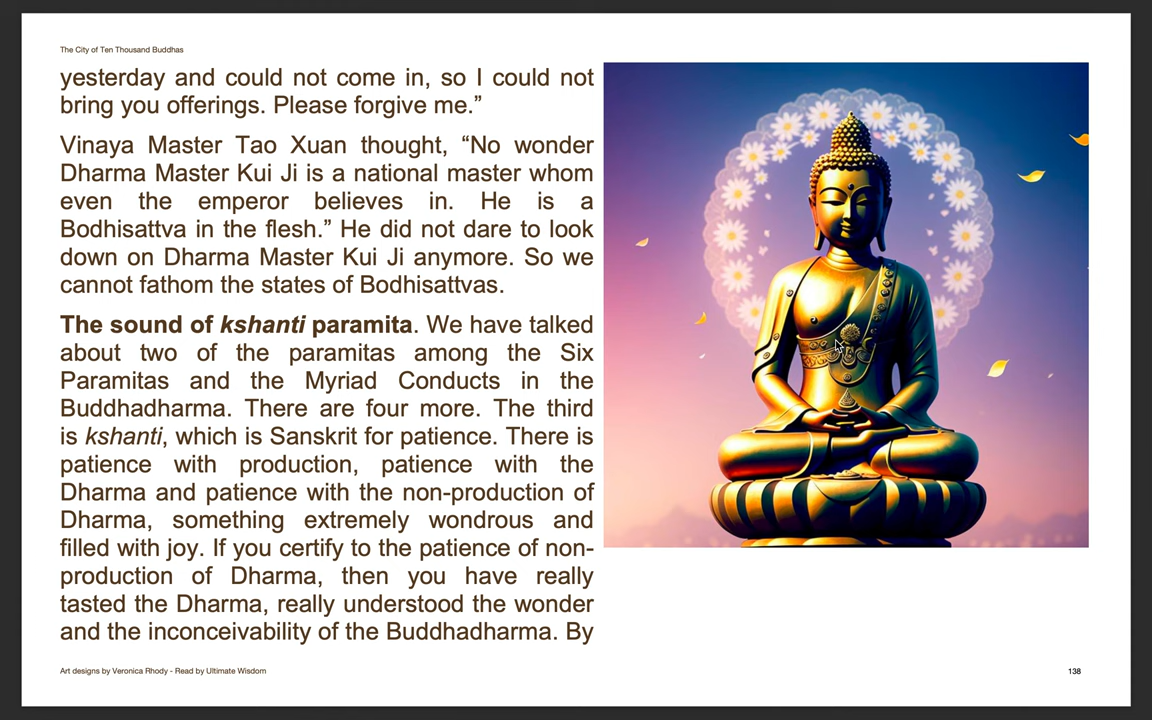 The City of Ten Thousand Buddhas
yesterday and could not come in, so I could not
bring you offerings. Please forgive me.”
Vinaya Master Tao Xuan thought, “No wonder
Dharma Master Kui Ji is a national master whom
even the emperor believes in. He is a
Bodhisattva in the flesh.” He did not dare to look
down on Dharma Master Kui Ji anymore. So we
cannot fathom the states of Bodhisattvas.
The sound of kshanti paramita. We have talked
about two of the paramitas among the Six
Paramitas and the Myriad Conducts in the
Buddhadharma. There are four more. The third
is kshanti, which is Sanskrit for patience. There is
patience with production, patience with the
Dharma and patience with the non-production of
Dharma, something extremely wondrous and
filled with joy. If you certify to the patience of non-
production of Dharma, then you have really
tasted the Dharma, really understood the wonder
and the inconceivability of the Buddhadharma. By
Art designs by Veronica Rhody - Read by Ultimate Wisdom
138